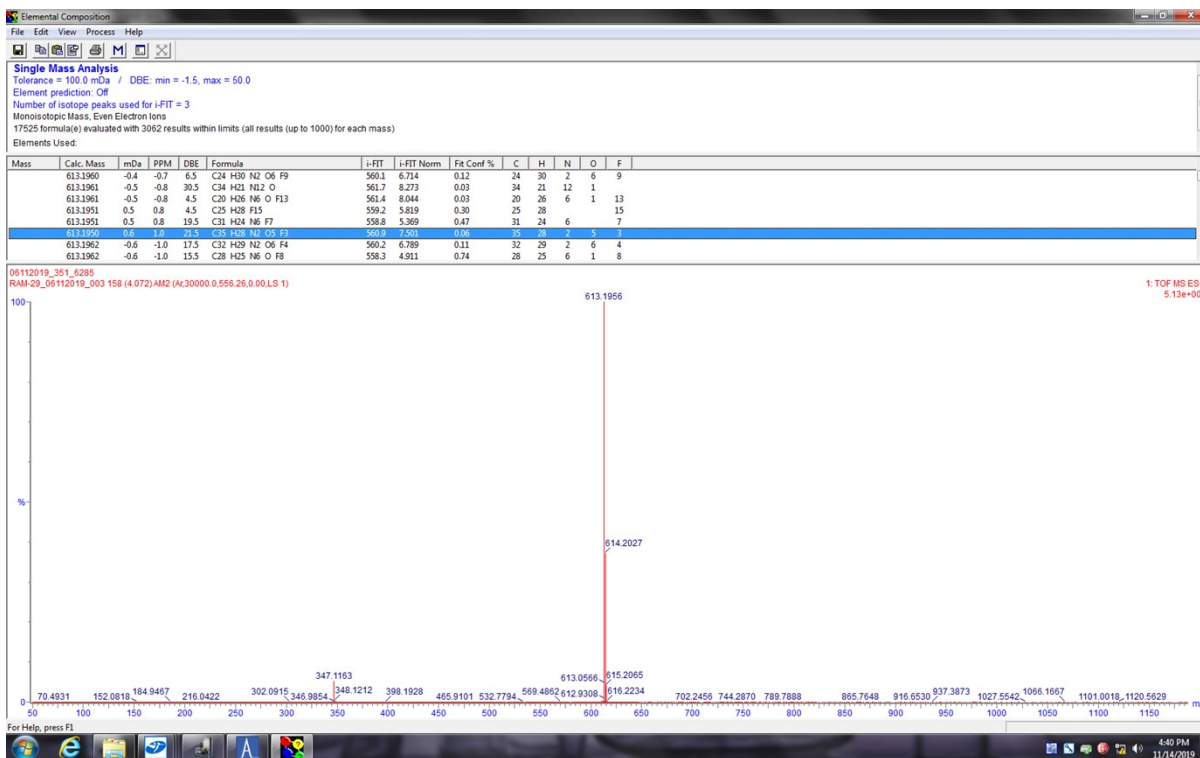 Elemental Composition
File Edit View Process Help
Single Mass Analysis
Tolerance = 100.0 mDa / DBE: min = -1.5, max = 50.0
Element prediction: Off
Number of isotope peaks used for i-FIT = 3
Monoisotopic Mass, Even Electron Ions
17525 formula(e) evaluated with 3062 results within limits (all results (up to 1000) for each mass)
Elements Used:
Mass Calc. Mass mDa PPM DBE Formula i-FIT i-FIT Norm Fit Conf % C H N O F
613.1960 -0.4 -0.7 6.5 C24 H30 N2 O6 F9 560.1 6.714 0.12 24 30 2 6 9
613.1961 -0.5 -0.8 30.5 C34 H21 N12 O 561.7 8.273 0.03 34 21 12 1
613.1961 -0.5 -0.8 4.5 C20 H26 N6 O F13 561.4 8.044 0.03 20 26 6 1 13
613.1951 0.5 0.8 4.5 C25 H28 F15 559.2 5.819 0.30 25 28 15
613.1951 0.5 0.8 19.5 C31 H24 N6 F7 558.8 5.369 0.47 31 24 6 7
613.1950 0.6 1.0 21.5 C35 H28 N2 O5 F3 560.9 7.501 0.06 35 28 2 5 3
613.1962 -0.6 -1.0 17.5 C32 H29 N2 O6 F4 560.2 6.789 0.11 32 29 2 6 4
613.1962 -0.6 -1.0 15.5 C28 H25 N6 O F8 558.3 4.911 0.74 28 25 6 1 8
06112019_351_6285
RAM-29_06112019_003 158 (4.072) AM2 (Ar,30000.0,556.26,0.00,LS 1)
1: TOF MS ES
5.13e+00
100
613.1956
%
614.2027
347.1163
613.0566 615.2065
70.4931 152.0818 184.9467 216.0422 302.0915 346.9854 348.1212 398.1928 465.9101 532.7794 569.4862 612.9308 616.2234 702.2456 744.2870 789.7888 865.7648 916.6530 937.3873 1027.5542 1066.1667 1101.0018 1120.5629
0
50 100 150 200 250 300 350 400 450 500 550 600 650 700 750 800 850 900 950 1000 1050 1100 1150 m
For Help, press F1
4:40 PM
11/14/2019